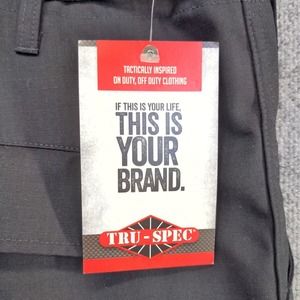 TACTICALLY INSPIRED
ON DUTY, OFF DUTY CLOTHING
IF THIS IS YOUR LIFE,
THIS IS
YOUR
BRAND.
TRU-SPEC